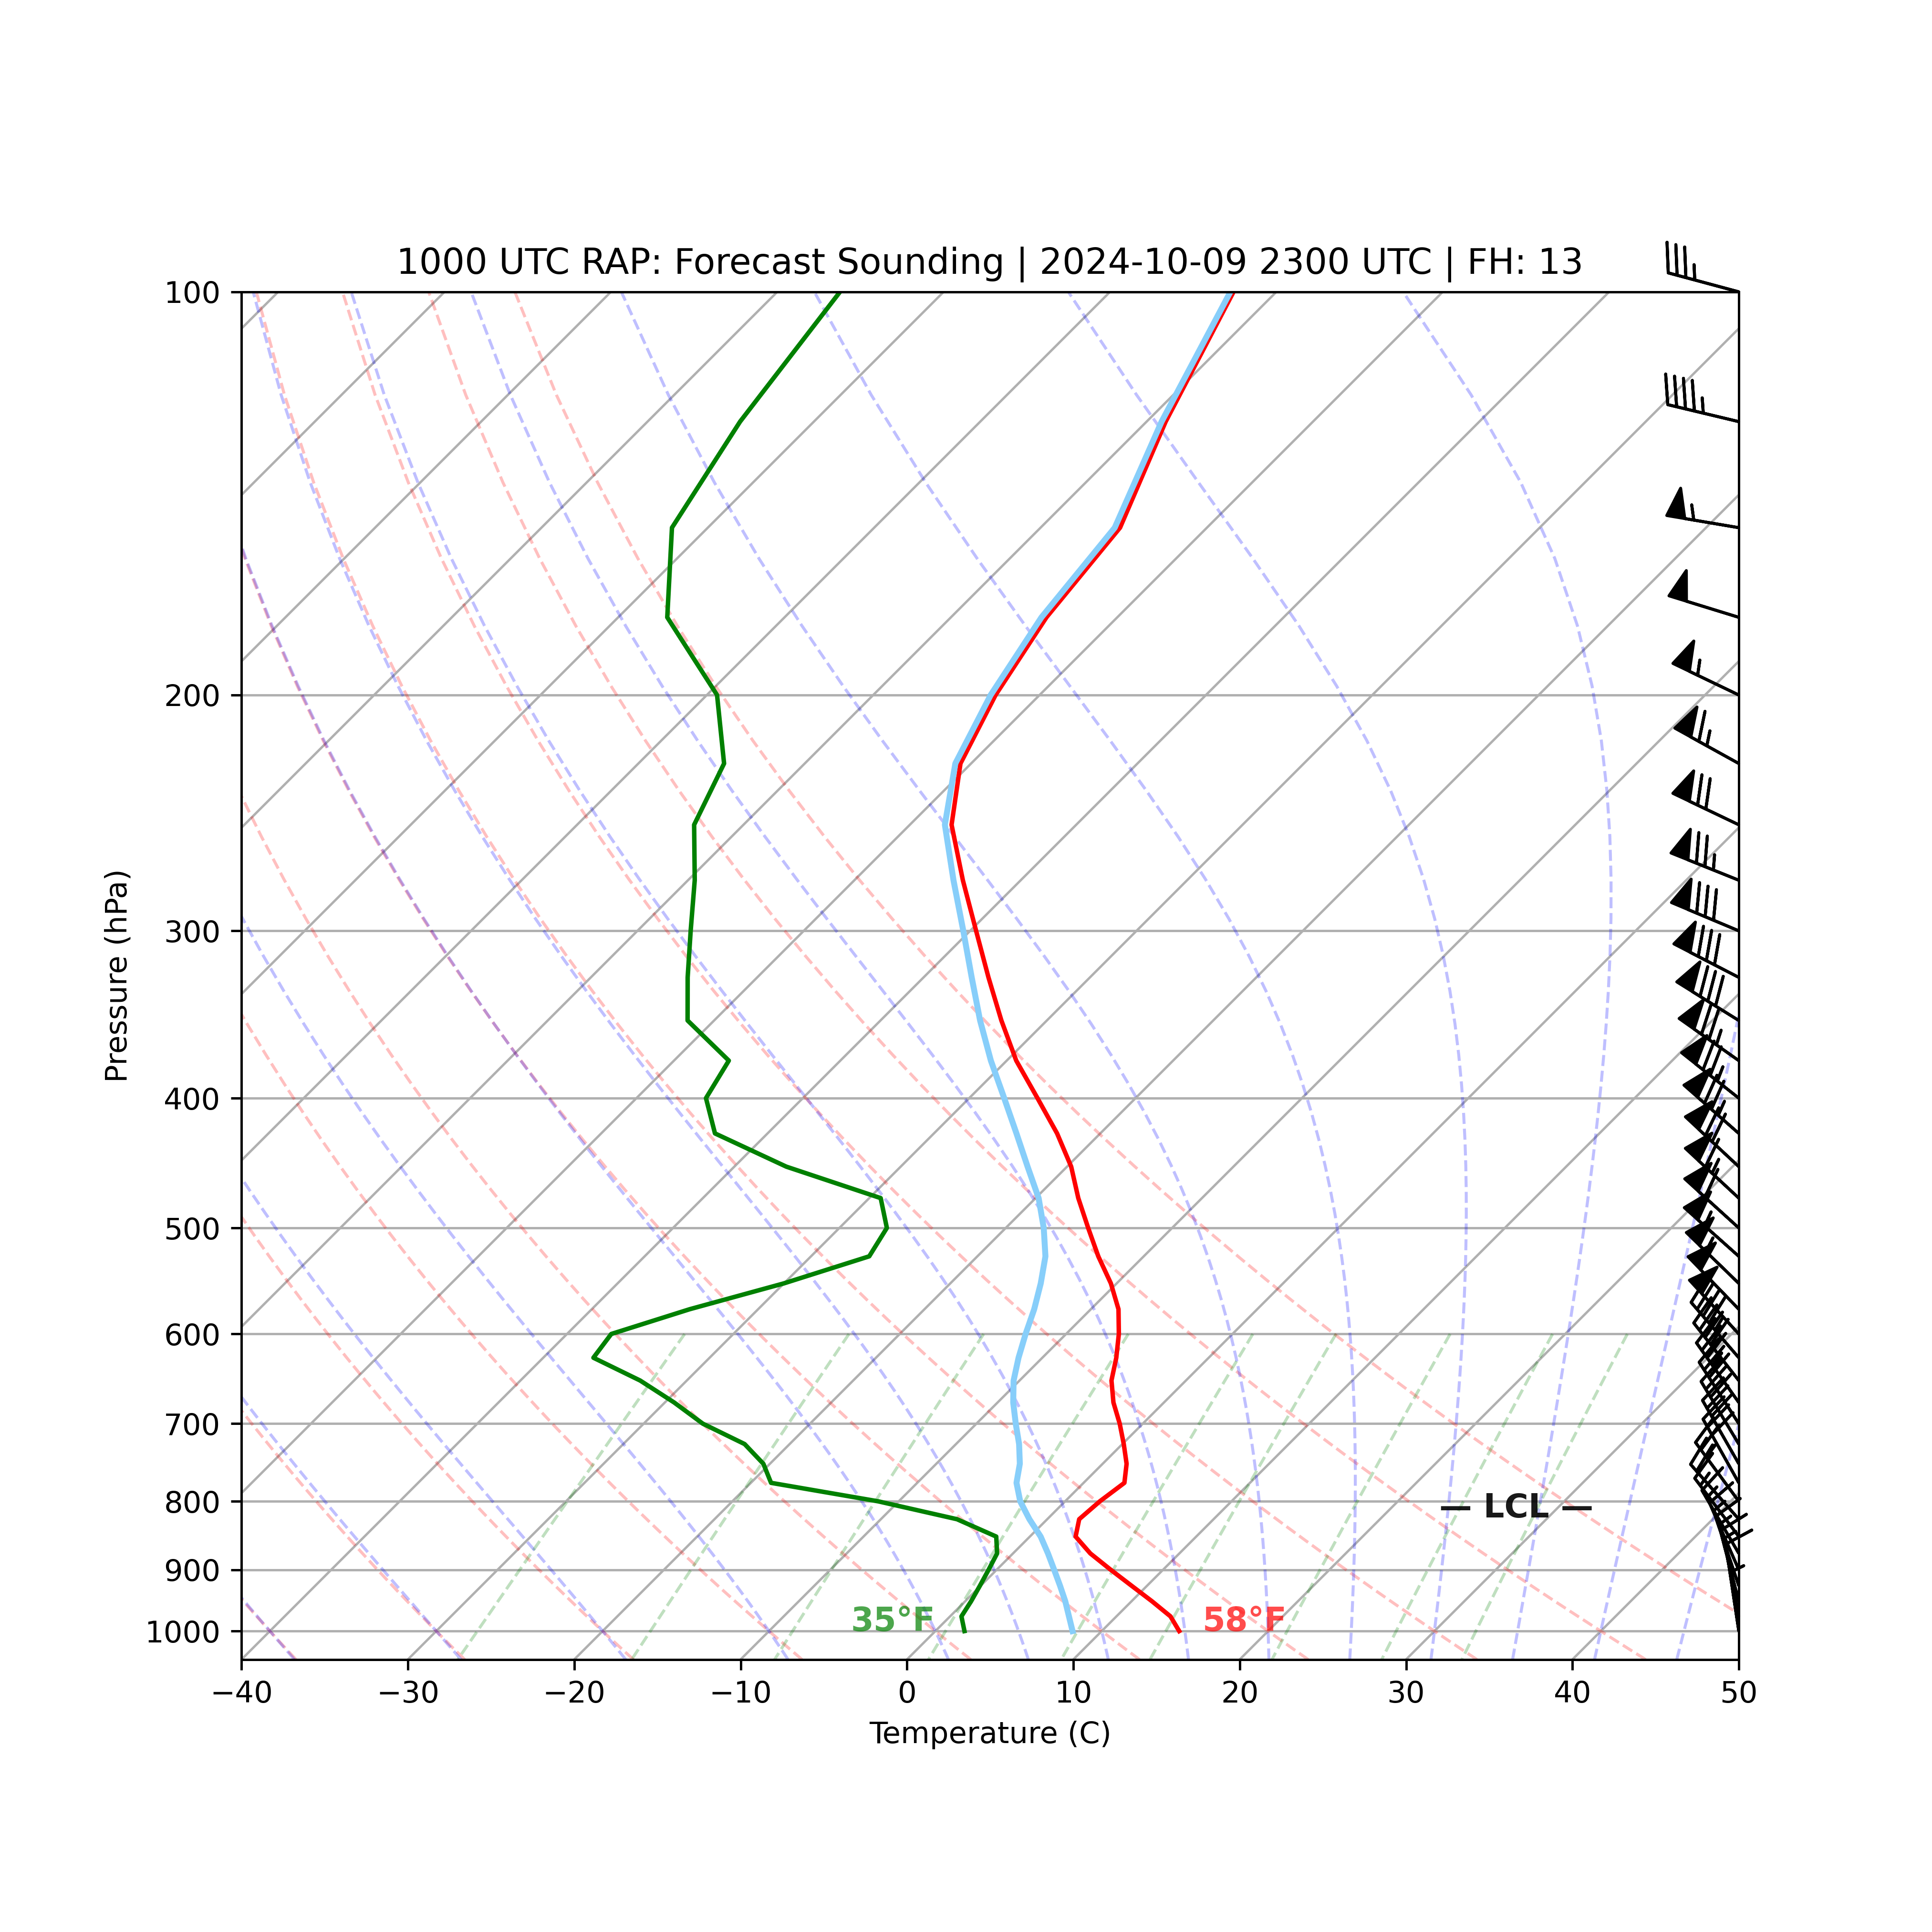 1000 UTC RAP: Forecast Sounding | 2024-10-09 2300 UTC | FH: 13
100
200
300
400
500
600
700
800
900
1000
Pressure (hPa)
— LCL —
35°F
58°F
−40 −30 −20 −10 0 10 20 30 40 50
Temperature (C)